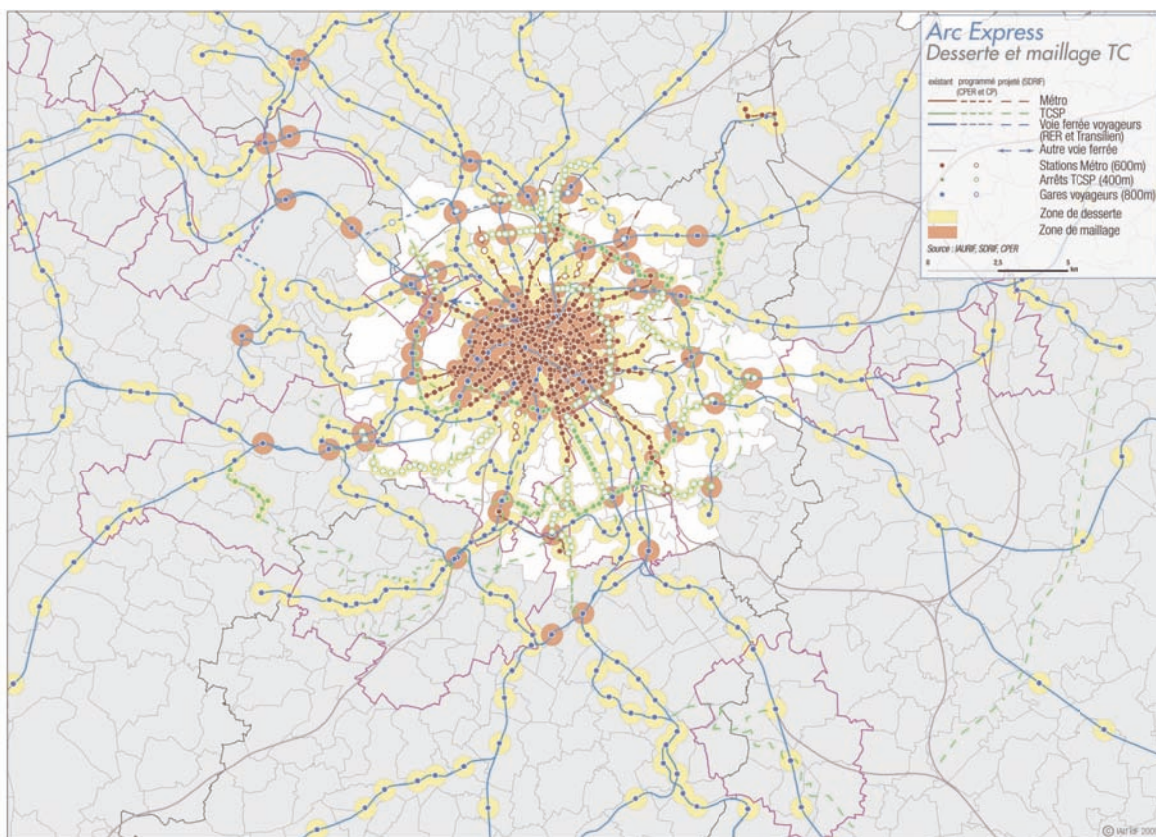 Arc Express
Desserte et maillage TC
existant programmé projeté (SDRIF)
(CPER et CP)
Métro
TCSP
Voie ferrée voyageurs
(RER et Transilien)
Autre voie ferrée
Stations Métro (600m)
Arrêts TCSP (400m)
Gares voyageurs (800m)
Zone de desserte
Zone de maillage
Source : IAURIF, SDRIF, CPER
0 2,5 5
km